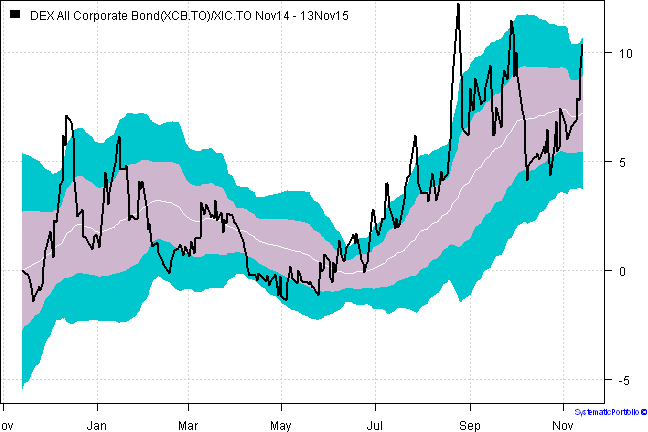 DEX All Corporate Bond(XCB.TO)/XIC.TO Nov14 - 13Nov15
10
5
0
-5
ov Jan Mar May Jul Sep Nov
SystematicPortfolio ©